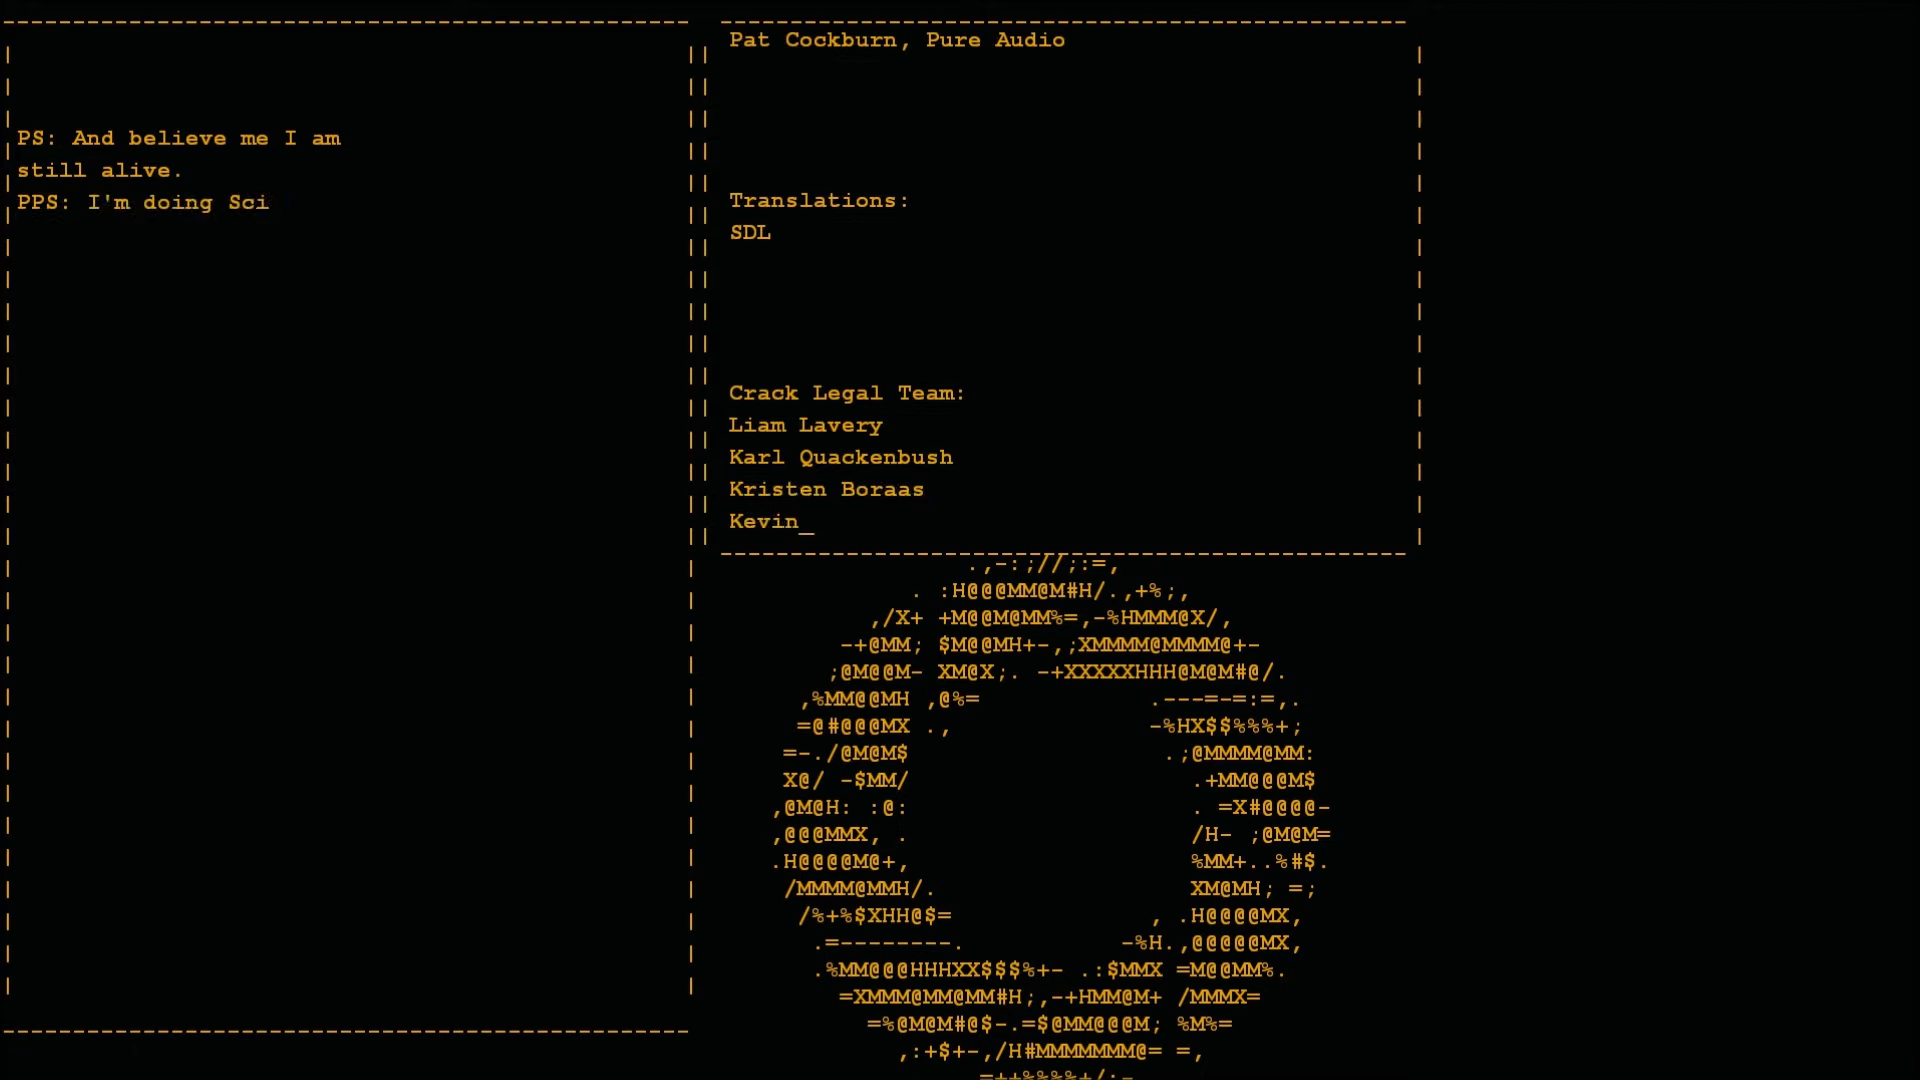 PS: And believe me I am
still alive.
PPS: I'm doing Sci
Pat Cockburn, Pure Audio
Translations:
SDL
Crack Legal Team:
Liam Lavery
Karl Quackenbush
Kristen Boraas
Kevin_